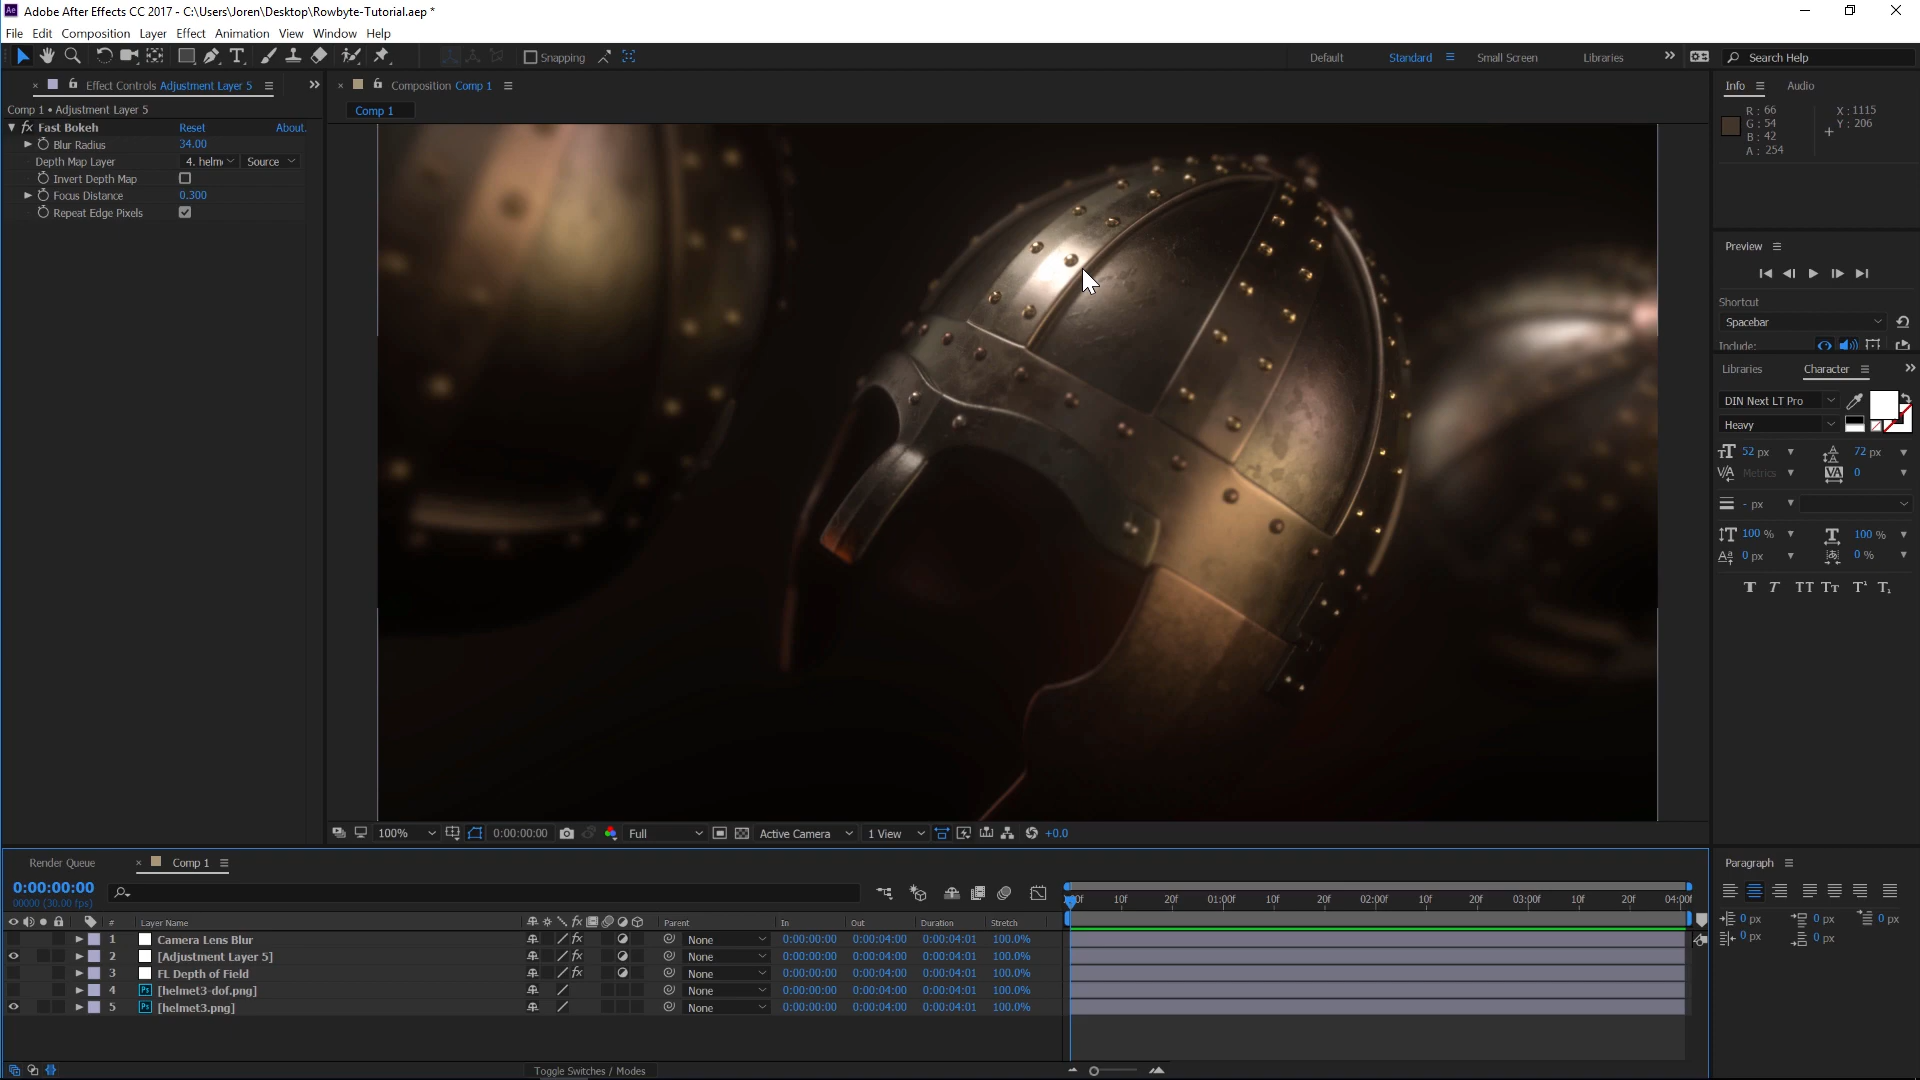 Adobe After Effects CC 2017 - C:\Users\Joren\Desktop\Rowbyte-Tutorial.aep *
File Edit Composition Layer Effect Animation View Window Help
Snapping Default Standard Small Screen Libraries Search Help
Effect Controls Adjustment Layer 5
Comp 1 • Adjustment Layer 5
fx Fast Bokeh Reset About.
Blur Radius 34.00
Depth Map Layer 4. helm Source
Invert Depth Map
Focus Distance 0.300
Repeat Edge Pixels
Composition Comp 1
Comp 1
Info Audio
R : 66 X : 1115
G : 54 Y : 206
B : 42
A : 254
Preview
Shortcut
Spacebar
Include:
Libraries Character
DIN Next LT Pro
Heavy
52 px 72 px
Metrics 0
- px
100 % 100 %
0 px 0 %
100% 0:00:00:00 Full Active Camera 1 View +0.0
Render Queue Comp 1
0:00:00:00
00000 (30.00 fps)
# Layer Name Parent In Out Duration Stretch
10f 20f 01:00f 10f 20f 02:00f 10f 20f 03:00f 10f 20f 04:00f
1 Camera Lens Blur None 0:00:00:00 0:00:04:00 0:00:04:01 100.0%
2 [Adjustment Layer 5] None 0:00:00:00 0:00:04:00 0:00:04:01 100.0%
3 FL Depth of Field None 0:00:00:00 0:00:04:00 0:00:04:01 100.0%
4 [helmet3-dof.png] None 0:00:00:00 0:00:04:00 0:00:04:01 100.0%
5 [helmet3.png] None 0:00:00:00 0:00:04:00 0:00:04:01 100.0%
Toggle Switches / Modes
Paragraph
0 px 0 px 0 px
0 px 0 px